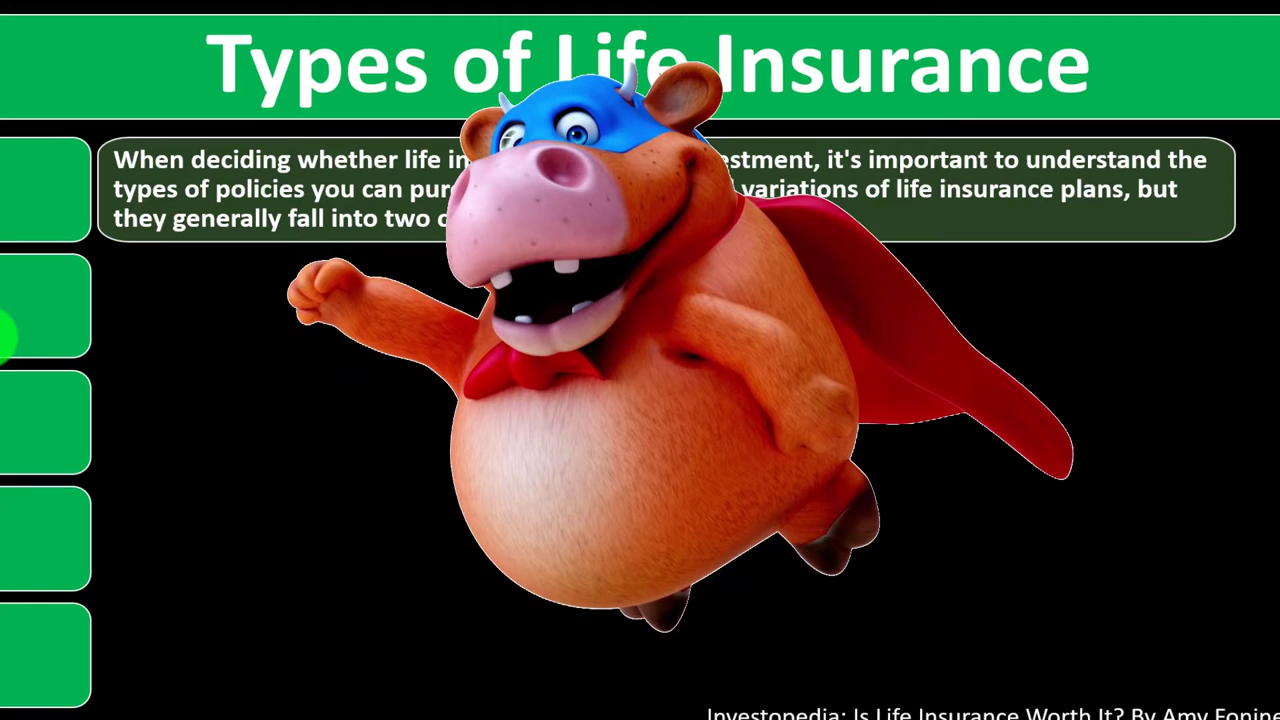 Types of Life Insurance
When deciding whether life in estment, it's important to understand the
types of policies you can pur variations of life insurance plans, but
they generally fall into two
Investopedia: Is Life Insurance Worth It? By Amy